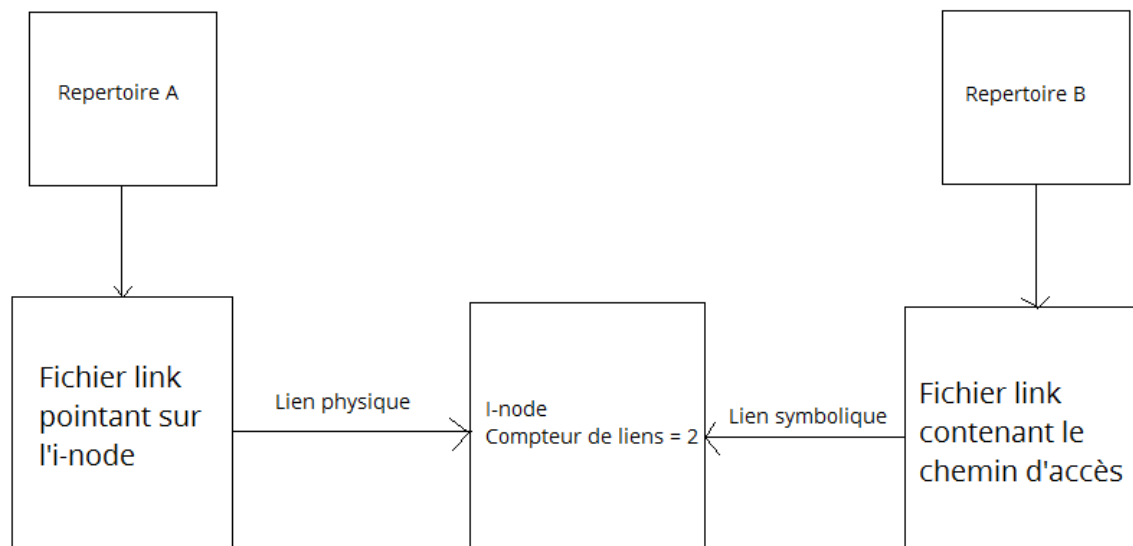 Repertoire A
Repertoire B
Fichier link
pointant sur
l'i-node
Lien physique
I-node
Compteur de liens = 2
Lien symbolique
Fichier link
contenant le
chemin d'accès